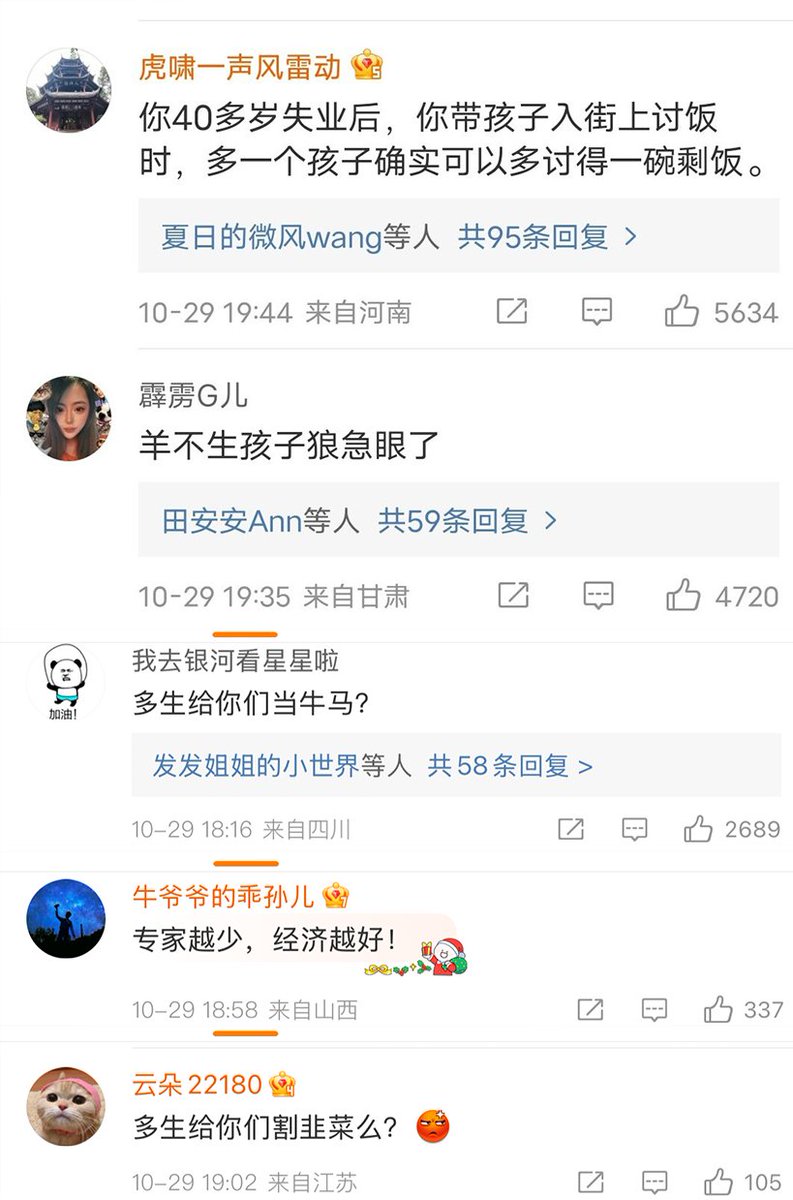 虎啸一声风雷动
你40多岁失业后，你带孩子入街上讨饭
时，多一个孩子确实可以多讨得一碗剩饭。
夏日的微风wang等人 共95条回复 >
10-29 19:44 来自河南 5634
霹雳G儿
羊不生孩子狼急眼了
田安安Ann等人 共59条回复 >
10-29 19:35 来自甘肃 4720
我去银河看星星啦
加油!
多生给你们当牛马?
发发姐姐的小世界等人 共58条回复 >
10-29 18:16 来自四川 2689
牛爷爷的乖孙儿
专家越少，经济越好!
10-29 18:58 来自山西 337
云朵22180
多生给你们割韭菜么?
10-29 19:02 来自江苏 105